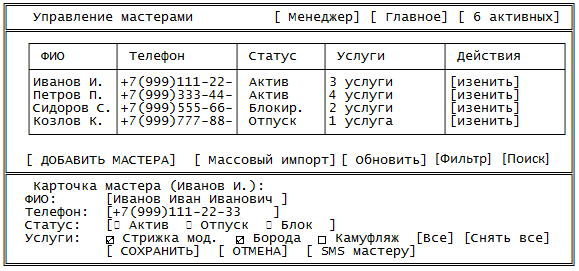 Управление мастерами [ Менеджер] [ Главное] [ 6 активных]
ФИО Телефон Статус Услуги Действия
Иванов И. +7(999)111-22- Актив 3 услуги [изенить]
Петров П. +7(999)333-44- Актив 4 услуги [изенить]
Сидоров С. +7(999)555-66- Блокир. 2 услуги [изенить]
Козлов К. +7(999)777-88- Отпуск 1 услуга [изенить]
[ ДОБАВИТЬ МАСТЕРА] [ Массовый импорт] [ Обновить] [Фильтр] [Поиск]
Карточка мастера (Иванов И.):
ФИО: [Иванов Иван Иванович ]
Телефон: [+7(999)111-22-33 ]
Статус: [▯ Актив ▯ Отпуск ▯ Блок ]
Услуги: ☑ Стрижка мод. ☑ Борода ☐ Камуфляж [Все] [Снять все]
[ СОХРАНИТЬ] [ ОТМЕНА] [ SMS мастеру]